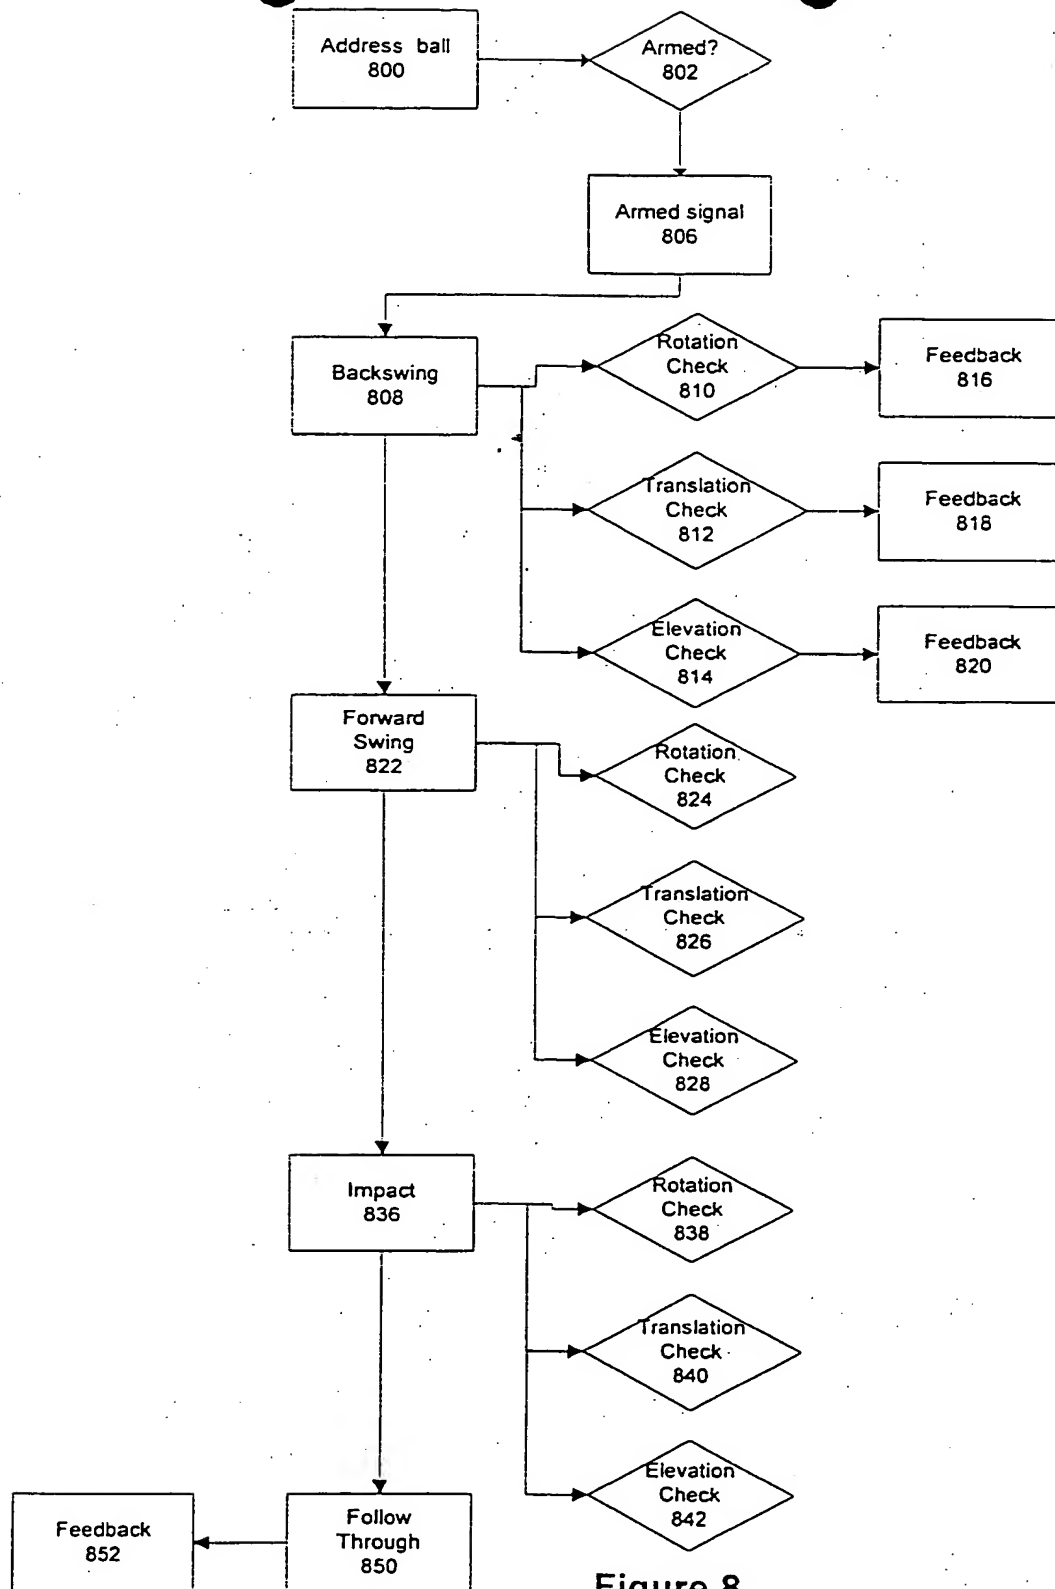 Address ball
800
Armed?
802
Armed signal
806
Backswing
808
Rotation
Check
810
Feedback
816
Translation
Check
812
Feedback
818
Elevation
Check
814
Feedback
820
Forward
Swing
822
Rotation
Check
824
Translation
Check
826
Elevation
Check
828
Impact
836
Rotation
Check
838
Translation
Check
840
Elevation
Check
842
Follow
Through
850
Feedback
852
Figure 8